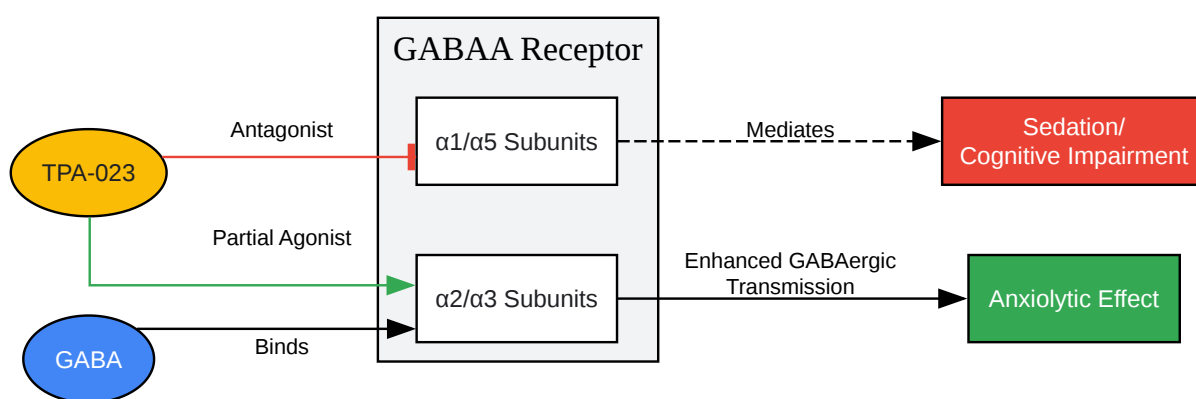 GABAA Receptor
Antagonist
TPA-023
α1/α5 Subunits
Mediates
Sedation/
Cognitive Impairment
Partial Agonist
α2/α3 Subunits
Enhanced GABAergic
Transmission
Anxiolytic Effect
GABA
Binds